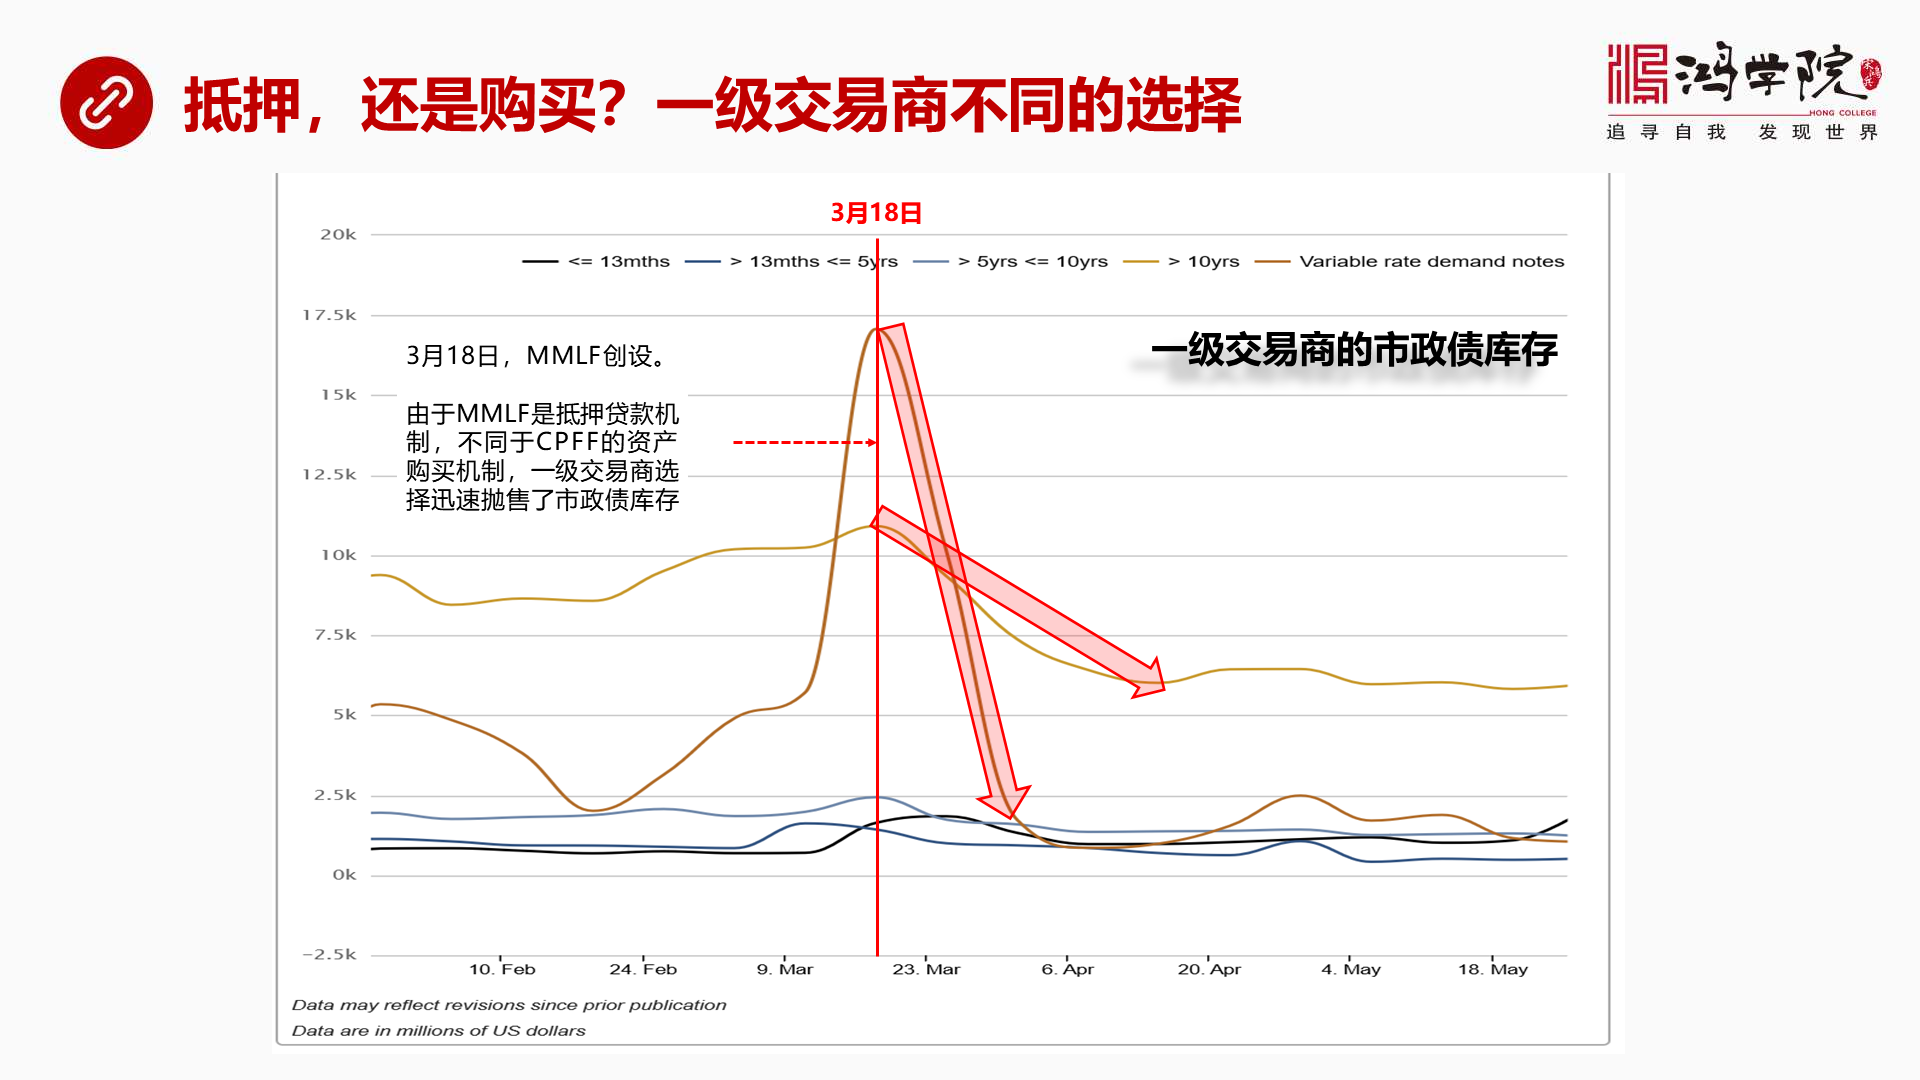 抵押，还是购买？一级交易商不同的选择
鸿学院
宋鸿兵
HONG COLLEGE
追寻自我 发现世界
3月18日
20k
<= 13mths > 13mths <= 5yrs > 5yrs <= 10yrs > 10yrs Variable rate demand notes
17.5k
一级交易商的市政债库存
3月18日，MMLF创设。
15k
由于MMLF是抵押贷款机
制，不同于CPFF的资产
购买机制，一级交易商选
择迅速抛售了市政债库存
12.5k
10k
7.5k
5k
2.5k
0k
−2.5k
10. Feb 24. Feb 9. Mar 23. Mar 6. Apr 20. Apr 4. May 18. May
Data may reflect revisions since prior publication
Data are in millions of US dollars